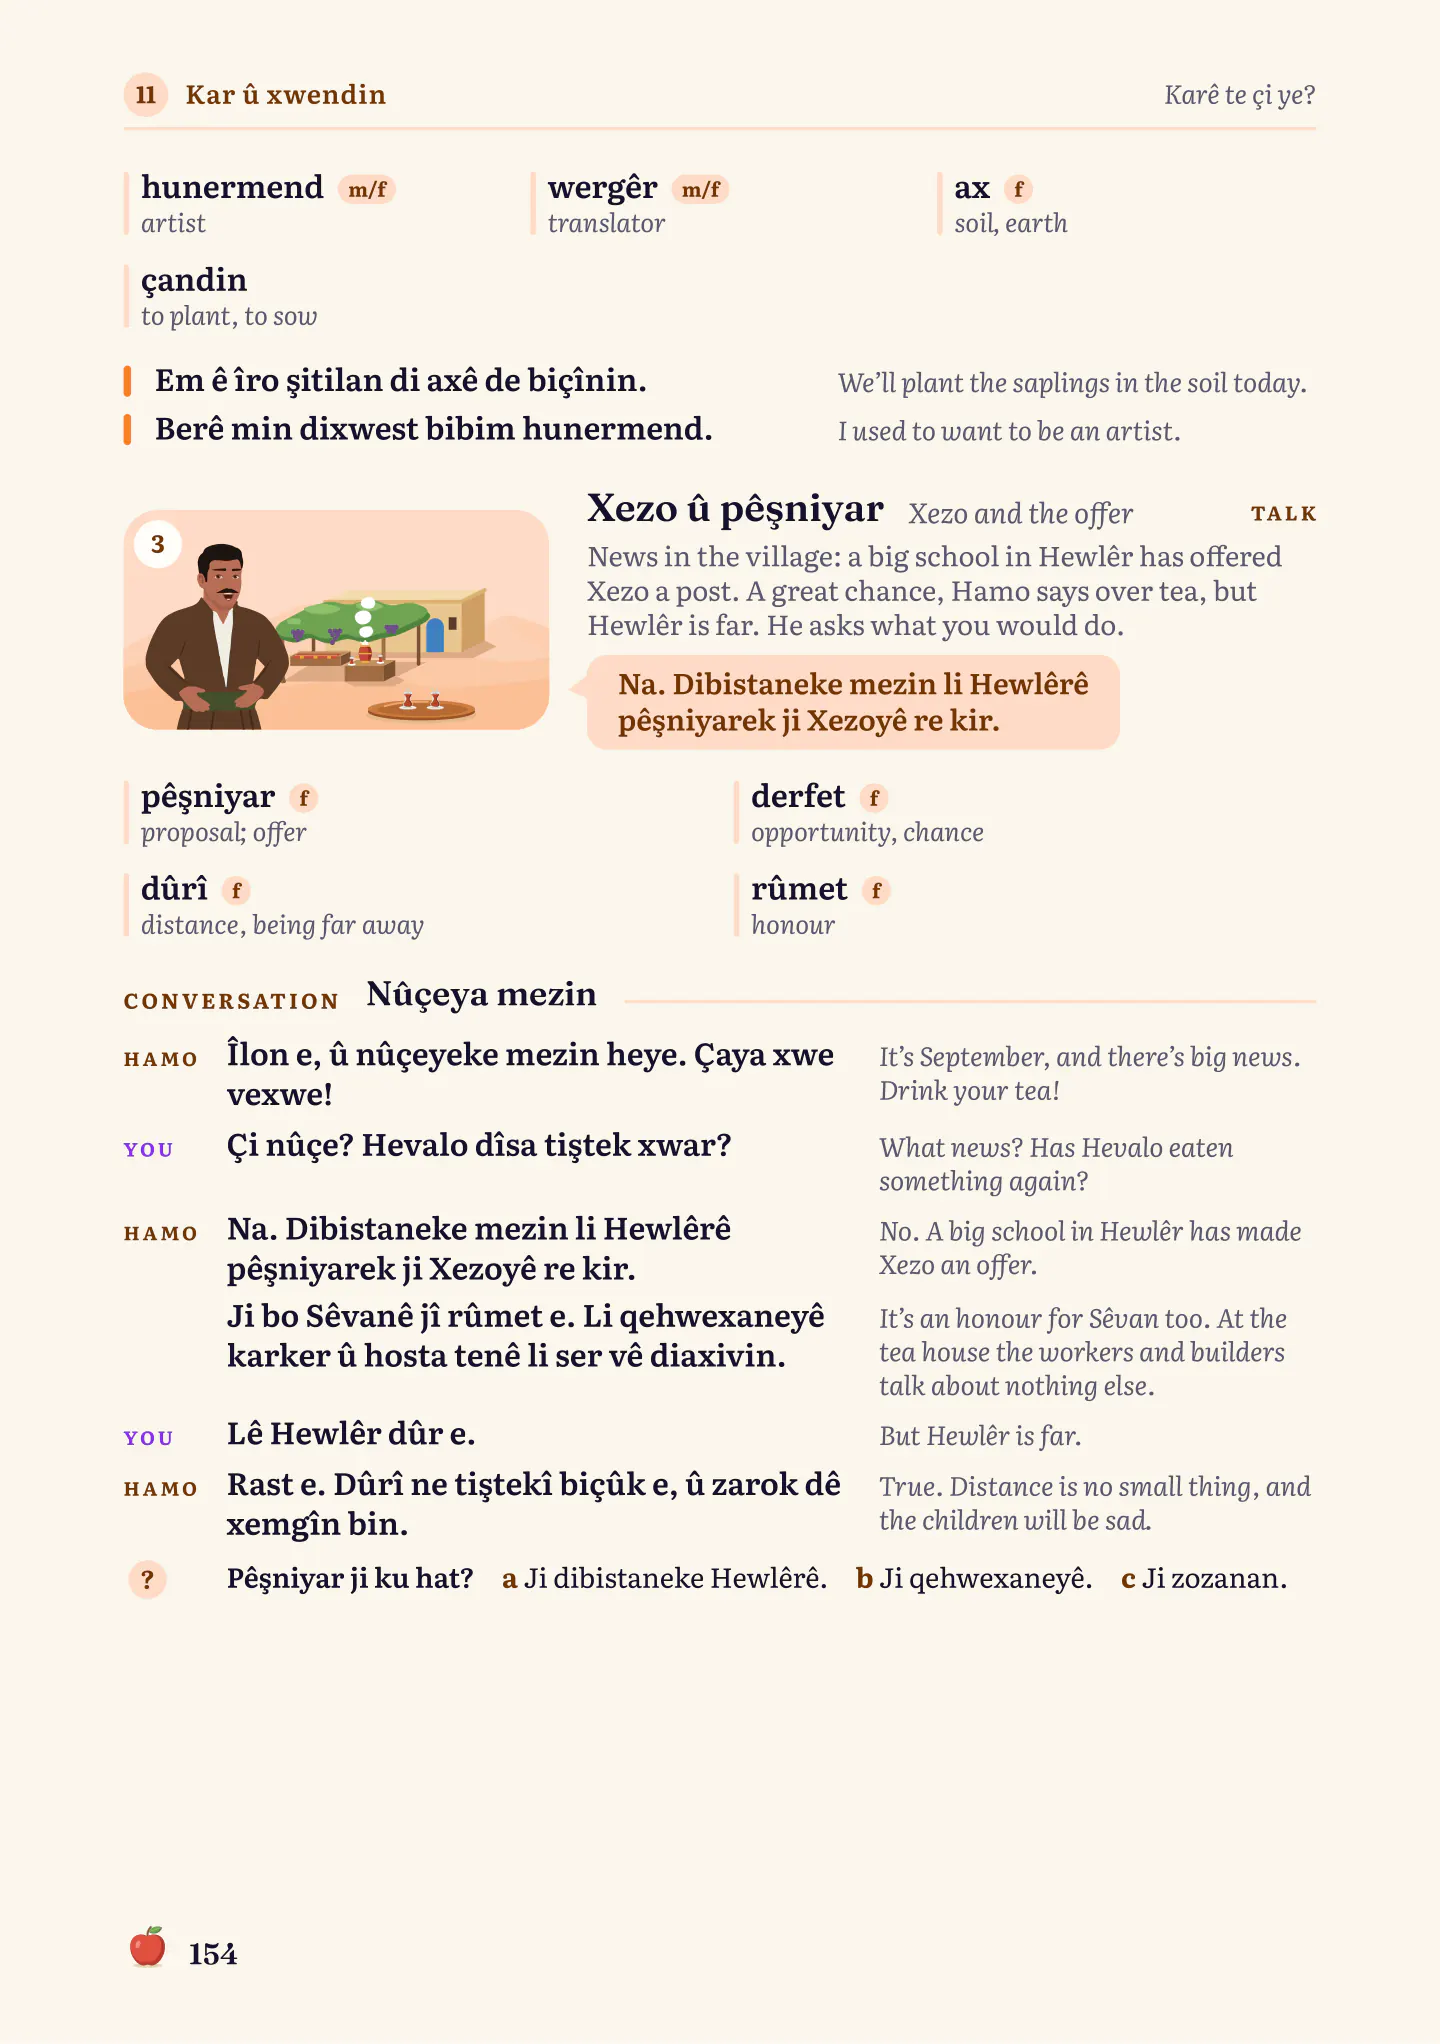 11 Kar û xwendin
Karê te çi ye?
hunermend m/f
artist
wergêr m/f
translator
ax f
soil, earth
çandin
to plant, to sow
Em ê îro şitilan di axê de biçînin.
We’ll plant the saplings in the soil today.
Berê min dixwest bibim hunermend.
I used to want to be an artist.
3
Xezo û pêşniyar Xezo and the offer TALK
News in the village: a big school in Hewlêr has offered
Xezo a post. A great chance, Hamo says over tea, but
Hewlêr is far. He asks what you would do.
Na. Dibistaneke mezin li Hewlêrê
pêşniyarek ji Xezoyê re kir.
pêşniyar f
proposal; offer
derfet f
opportunity, chance
dûrî f
distance, being far away
rûmet f
honour
CONVERSATION Nûçeya mezin
HAMO Îlon e, û nûçeyeke mezin heye. Çaya xwe
vexwe!
It’s September, and there’s big news.
Drink your tea!
YOU Çi nûçe? Hevalo dîsa tiştek xwar?
What news? Has Hevalo eaten
something again?
HAMO Na. Dibistaneke mezin li Hewlêrê
pêşniyarek ji Xezoyê re kir.
No. A big school in Hewlêr has made
Xezo an offer.
Ji bo Sêvanê jî rûmet e. Li qehwexaneyê
karker û hosta tenê li ser vê diaxivin.
It’s an honour for Sêvan too. At the
tea house the workers and builders
talk about nothing else.
YOU Lê Hewlêr dûr e.
But Hewlêr is far.
HAMO Rast e. Dûrî ne tiştekî biçûk e, û zarok dê
xemgîn bin.
True. Distance is no small thing, and
the children will be sad.
? Pêşniyar ji ku hat? a Ji dibistaneke Hewlêrê. b Ji qehwexaneyê. c Ji zozanan.
154